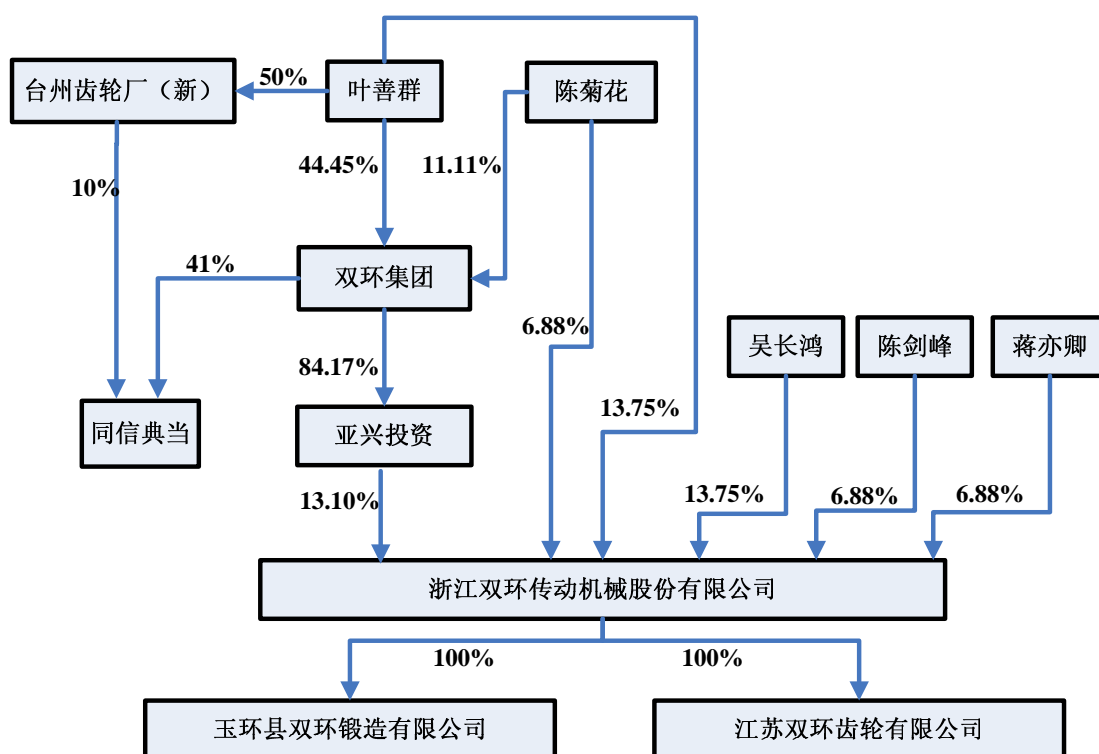 台州齿轮厂（新）
50%
叶善群
陈菊花
10%
44.45%
11.11%
41%
双环集团
6.88%
吴长鸿
陈剑峰
蒋亦卿
84.17%
同信典当
亚兴投资
13.75%
13.10%
13.75%
6.88%
6.88%
浙江双环传动机械股份有限公司
100%
100%
玉环县双环锻造有限公司
江苏双环齿轮有限公司